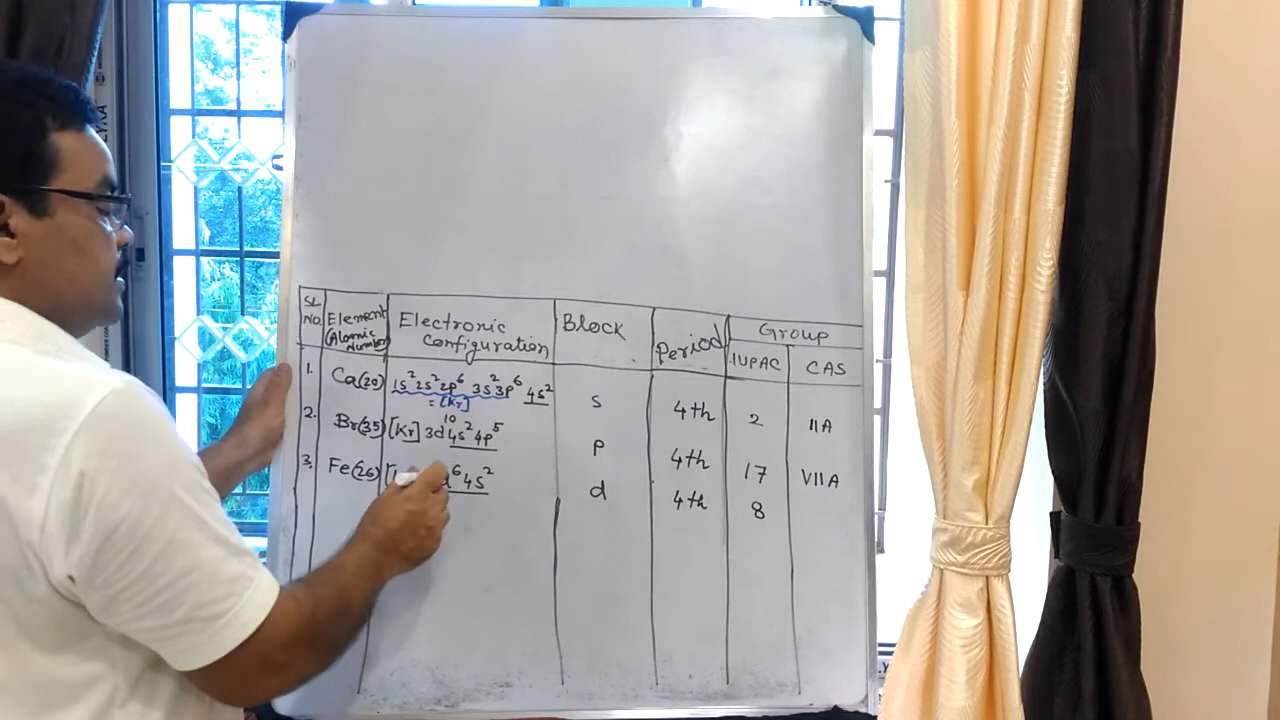 SL NO. Element (Atomic Number) Electronic Configuration Block Period Group
IUPAC CAS
1. Ca(20) 1s² 2s² 2p⁶ 3s² 3p⁶ 4s² s 4th 2 IIA
= [Kr]
2. Br(35) [Kr] 3d¹⁰ 4s² 4p⁵ p 4th 17 VIIA
3. Fe(26) [ ⁶ 4s² d 4th 8